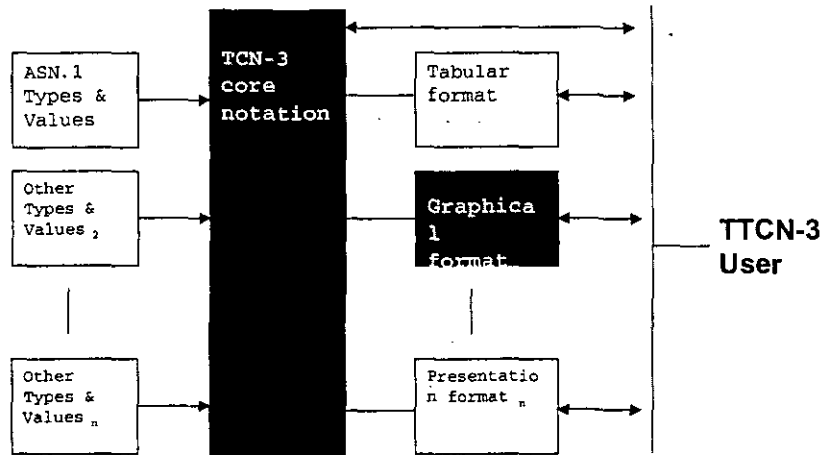 ASN.1
Types &
Values
Other
Types &
Values 2
Other
Types &
Values n
TCN-3
core
notation
Tabular
format
Graphica
l
format
Presentatio
n format n
TTCN-3
User